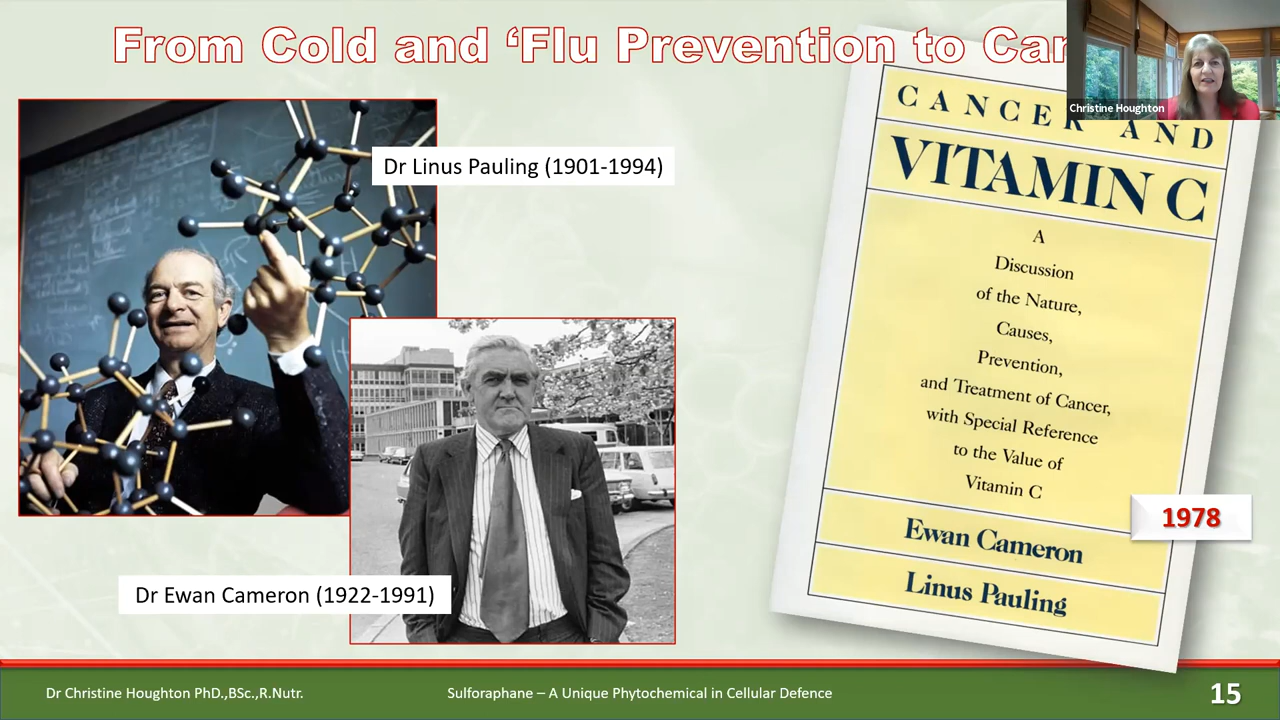 From Cold and ‘Flu Prevention to Can
Christine Houghton
Dr Linus Pauling (1901-1994)
Dr Ewan Cameron (1922-1991)
CANCER AND
VITAMIN C
A
Discussion
of the Nature,
Causes,
Prevention,
and Treatment of Cancer,
with Special Reference
to the Value of
Vitamin C
Ewan Cameron
Linus Pauling
1978
Dr Christine Houghton PhD.,BSc.,R.Nutr.
Sulforaphane – A Unique Phytochemical in Cellular Defence
15